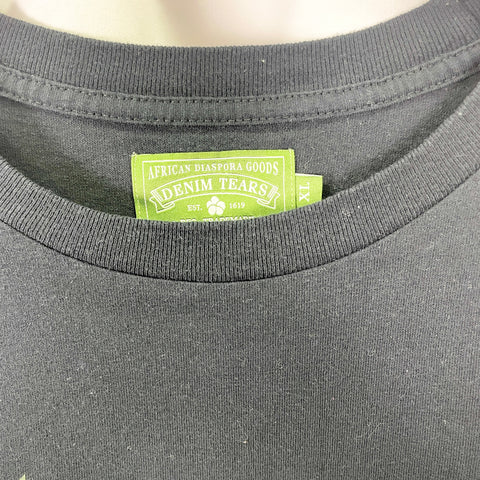 AFRICAN DIASPORA GOODS
DENIM TEARS
EST. 1619
XL